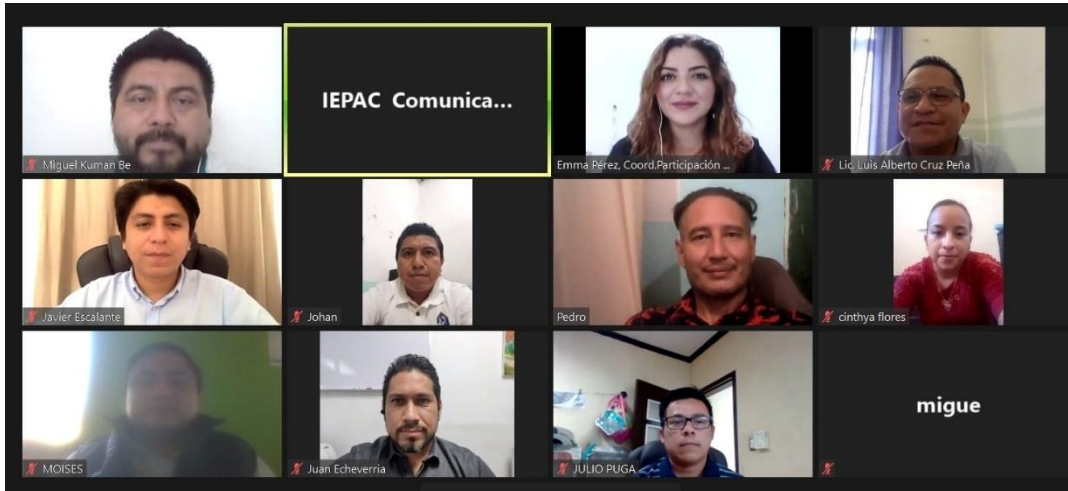 Miguel Kuman Be
IEPAC Comunica...
Emma Pérez, Coord.Participación ...
Lic. Luis Alberto Cruz Peña
Javier Escalante
Johan
Pedro
cinthya flores
MOISES
Juan Echeverria
JULIO PUGA
migue